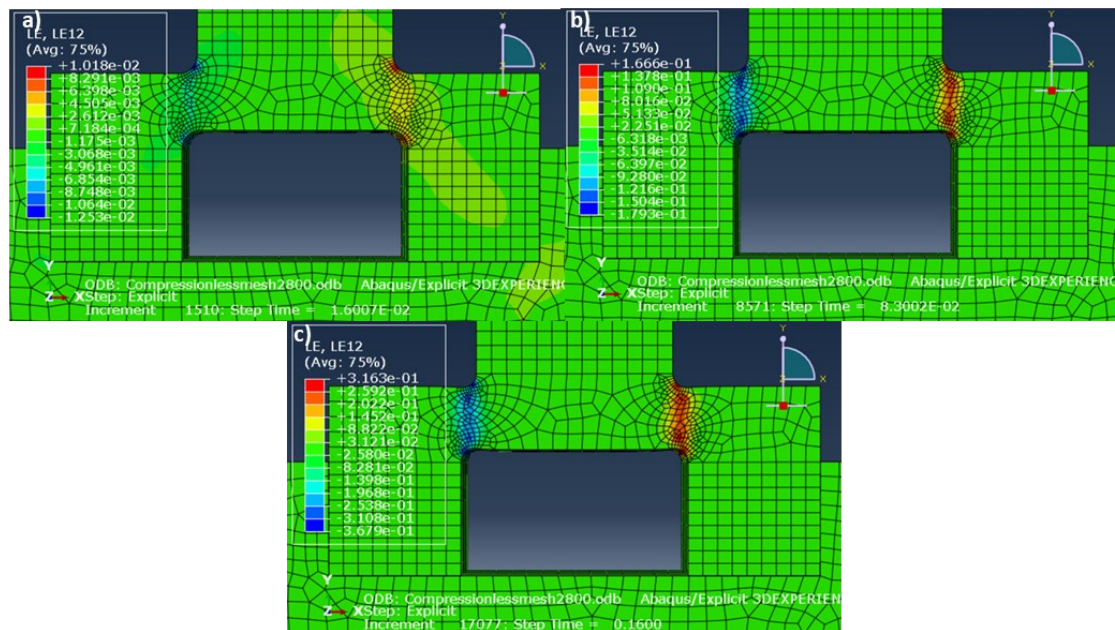 a)
LE, LE12
(Avg: 75%)
+1.018e-02
+8.291e-03
+6.398e-03
+4.505e-03
+2.612e-03
+7.184e-04
-1.175e-03
-3.068e-03
-4.961e-03
-6.854e-03
-8.748e-03
-1.064e-02
-1.253e-02
Y
X
Z
Y
Z X
ODB: Compressionlessmesh2800.odb Abaqus/Explicit 3DEXPERIENC
Step: Explicit
Increment 1510: Step Time = 1.6007E-02
b)
LE, LE12
(Avg: 75%)
+1.666e-01
+1.378e-01
+1.090e-01
+8.016e-02
+5.133e-02
+2.251e-02
-6.318e-03
-3.514e-02
-6.397e-02
-9.280e-02
-1.216e-01
-1.504e-01
-1.793e-01
Y
X
Z
Y
Z X
ODB: Compressionlessmesh2800.odb Abaqus/Explicit 3DEXPERIENC
Step: Explicit
Increment 8571: Step Time = 8.3002E-02
c)
LE, LE12
(Avg: 75%)
+3.163e-01
+2.592e-01
+2.022e-01
+1.452e-01
+8.822e-02
+3.121e-02
-2.580e-02
-8.281e-02
-1.398e-01
-1.968e-01
-2.538e-01
-3.108e-01
-3.679e-01
Y
X
Z
Y
Z X
ODB: Compressionlessmesh2800.odb Abaqus/Explicit 3DEXPERIEN
Step: Explicit
Increment 17077: Step Time = 0.1600